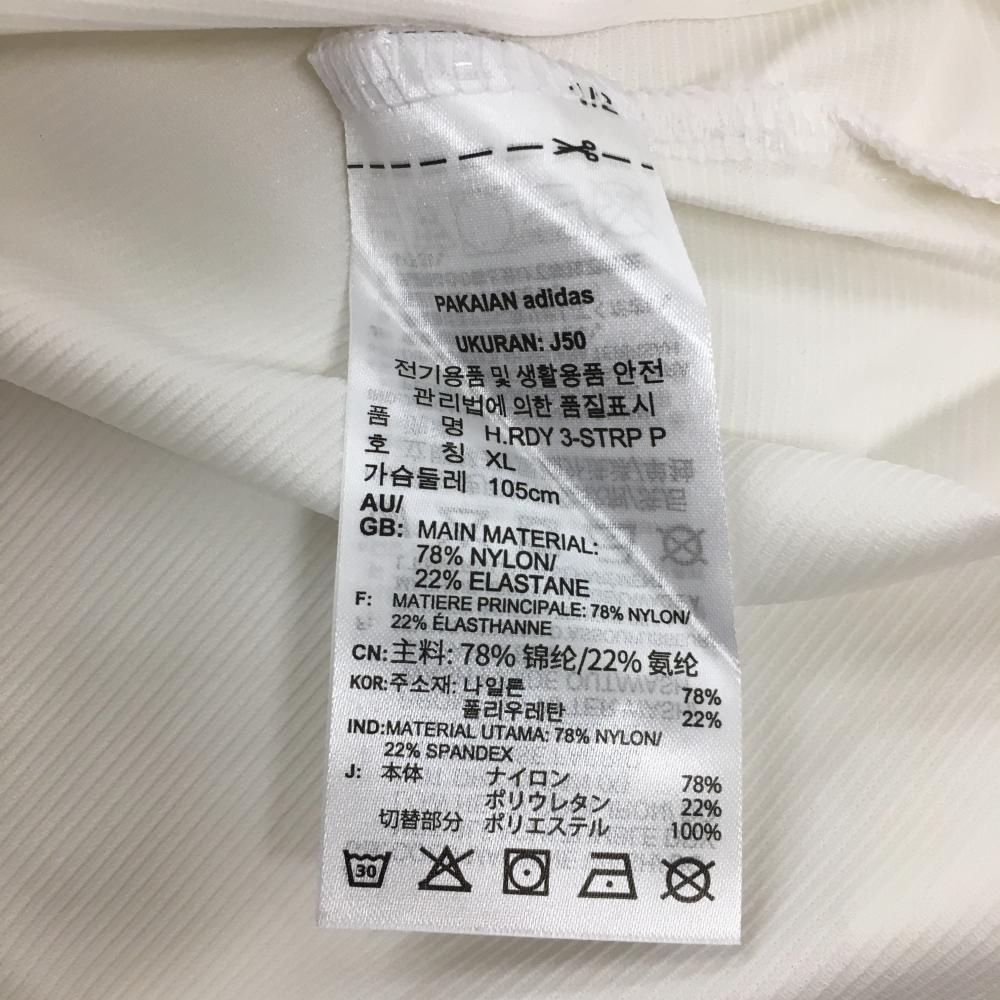 PAKAIAN adidas
UKURAN: J50
전기용품 및 생활용품 안전
관리법에 의한 품질표시
품 명 H.RDY 3-STRP P
호 칭 XL
가슴둘레 105cm
AU/
GB: MAIN MATERIAL:
78% NYLON/
22% ELASTANE
F: MATIERE PRINCIPALE: 78% NYLON/
22% ÉLASTHANNE
CN:主料: 78% 锦纶/22% 氨纶
KOR:주소재: 나일론 78%
폴리우레탄 22%
IND:MATERIAL UTAMA: 78% NYLON/
22% SPANDEX
J: 本体 ナイロン 78%
ポリウレタン 22%
切替部分 ポリエステル 100%
30